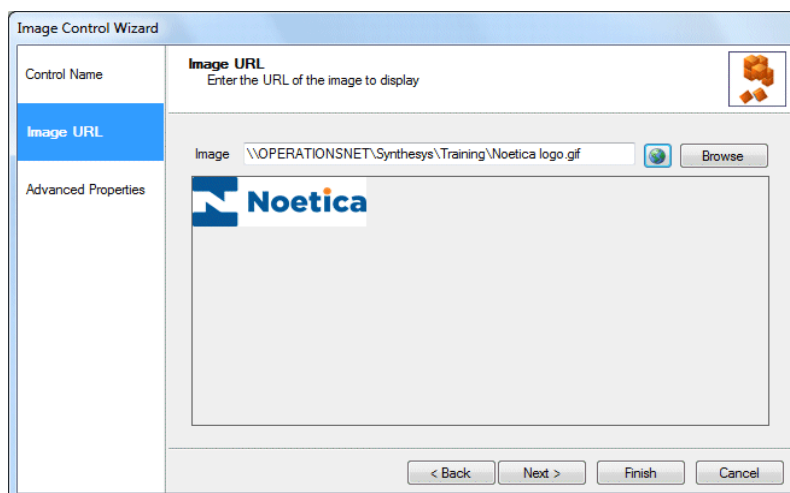 Image Control Wizard
Control Name
Image URL
Advanced Properties
Image URL
Enter the URL of the image to display
Image \\OPERATIONSNET\Synthesys\Training\Noetica logo.gif Browse
Noetica
< Back Next > Finish Cancel